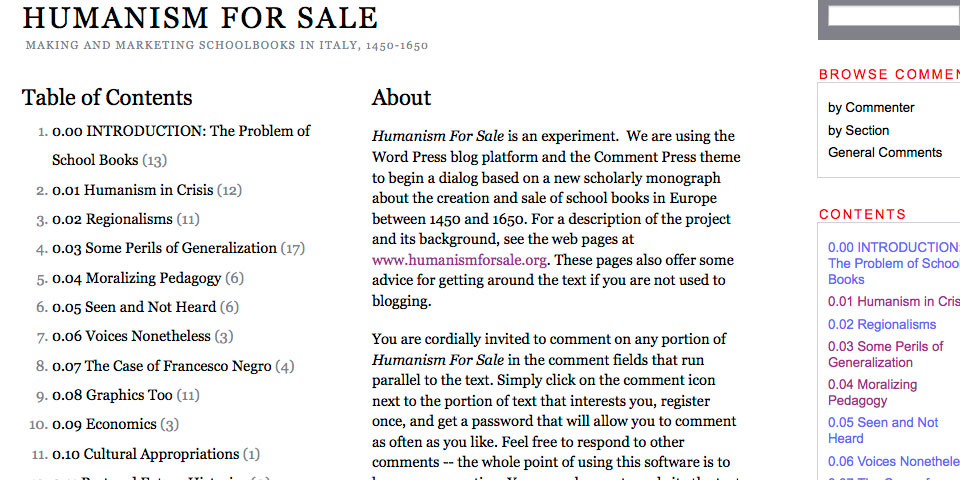 HUMANISM FOR SALE
MAKING AND MARKETING SCHOOLBOOKS IN ITALY, 1450-1650
Table of Contents
1. 0.00 INTRODUCTION: The Problem of
School Books (13)
2. 0.01 Humanism in Crisis (12)
3. 0.02 Regionalisms (11)
4. 0.03 Some Perils of Generalization (17)
5. 0.04 Moralizing Pedagogy (6)
6. 0.05 Seen and Not Heard (6)
7. 0.06 Voices Nonetheless (3)
8. 0.07 The Case of Francesco Negro (4)
9. 0.08 Graphics Too (11)
10. 0.09 Economics (3)
11. 0.10 Cultural Appropriations (1)
About
Humanism For Sale is an experiment.  We are using the
Word Press blog platform and the Comment Press theme
to begin a dialog based on a new scholarly monograph
about the creation and sale of school books in Europe
between 1450 and 1650. For a description of the project
and its background, see the web pages at
www.humanismforsale.org. These pages also offer some
advice for getting around the text if you are not used to
blogging.
You are cordially invited to comment on any portion of
Humanism For Sale in the comment fields that run
parallel to the text. Simply click on the comment icon
next to the portion of text that interests you, register
once, and get a password that will allow you to comment
as often as you like. Feel free to respond to other
comments -- the whole point of using this software is to
BROWSE COMMEN
by Commenter
by Section
General Comments
CONTENTS
0.00 INTRODUCTION:
The Problem of Schoo
Books
0.01 Humanism in Cris
0.02 Regionalisms
0.03 Some Perils of
Generalization
0.04 Moralizing
Pedagogy
0.05 Seen and Not
Heard
0.06 Voices Nonethele